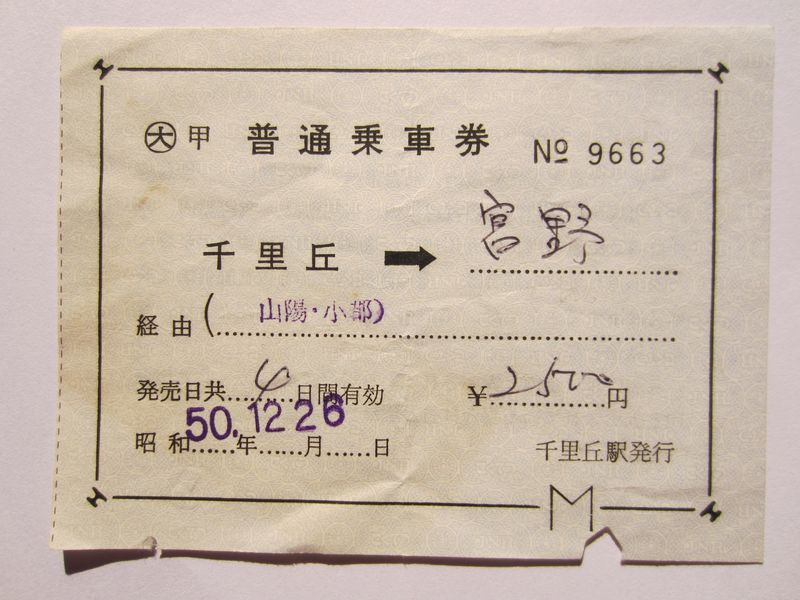 ㊛甲 普通乗車券 № 9663
千里丘 ➡ 宮野
経由 (山陽・小郡)
発売日共 4 日間有効 ¥ 2500 円
昭和 50.12 26 年 月 日 千里丘駅発行
M